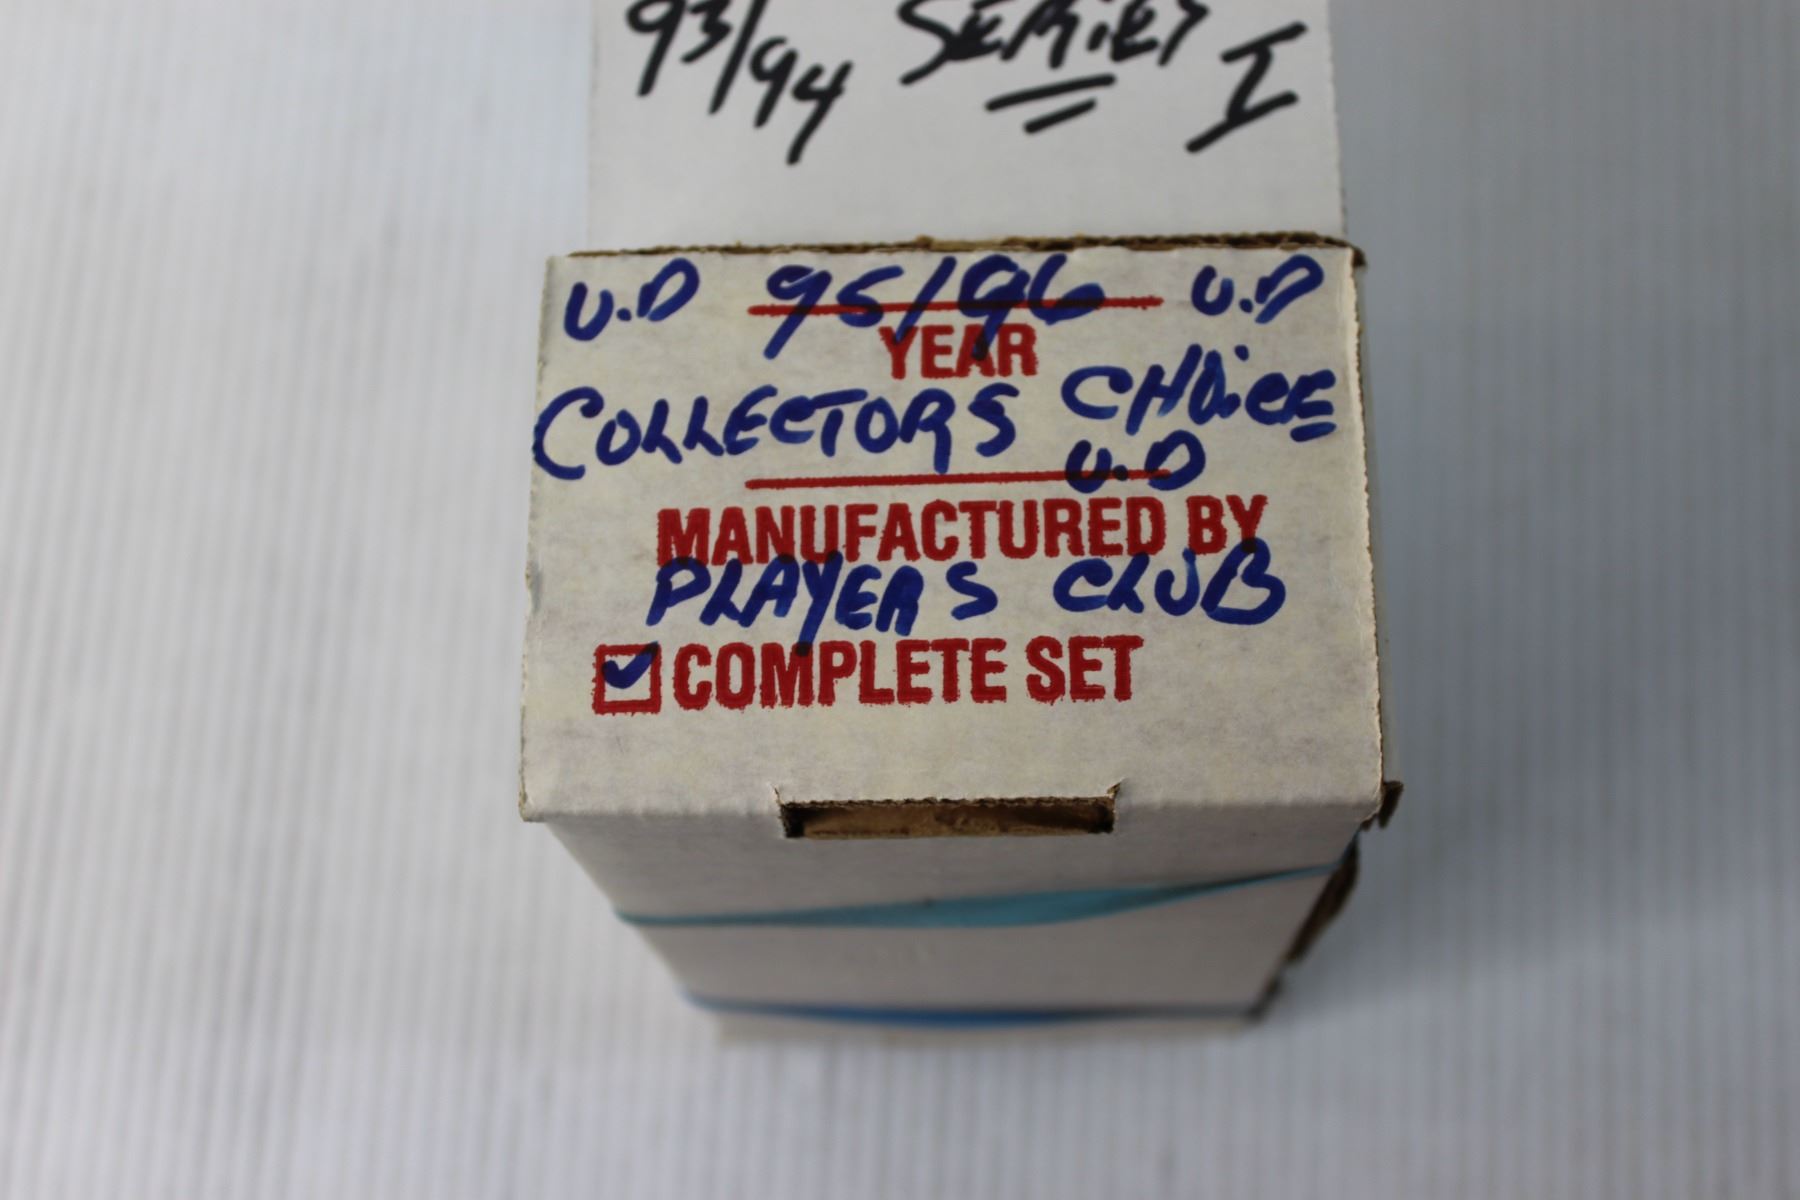 93/94 SERIES I
U.D 95/96 U.D
YEAR
COLLECTORS CHOICE
U.D
MANUFACTURED BY
PLAYERS CLUB
COMPLETE SET